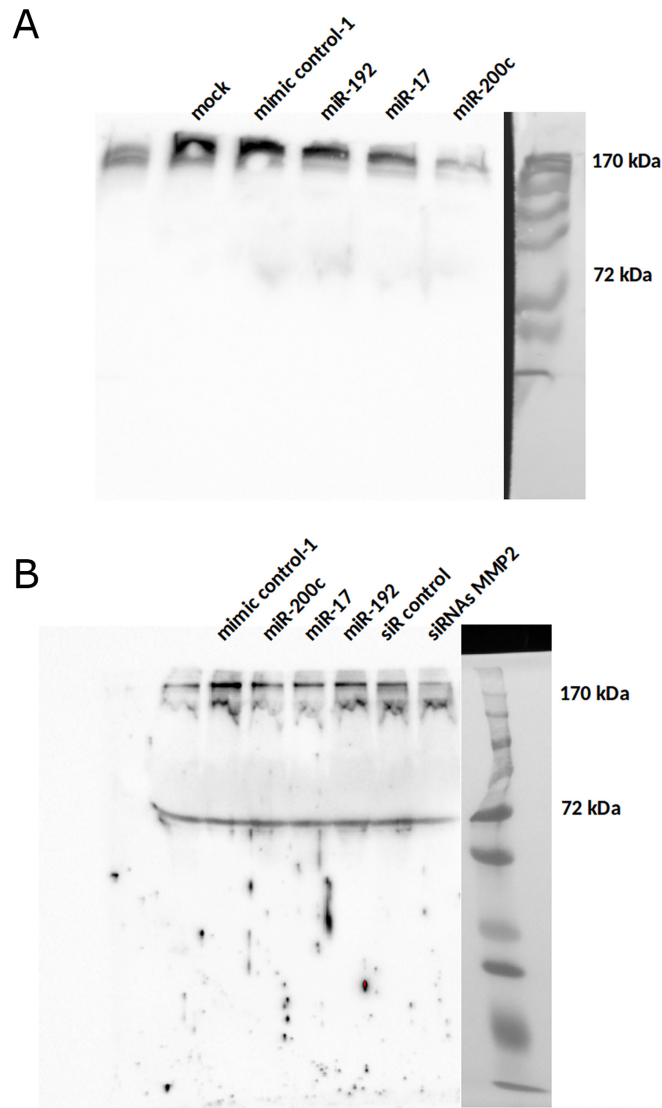 A
mock
mimic control-1
miR-192
miR-17
miR-200c
170 kDa
72 kDa
B
mimic control-1
miR-200c
miR-17
miR-192
siR control
siRNAs MMP2
170 kDa
72 kDa